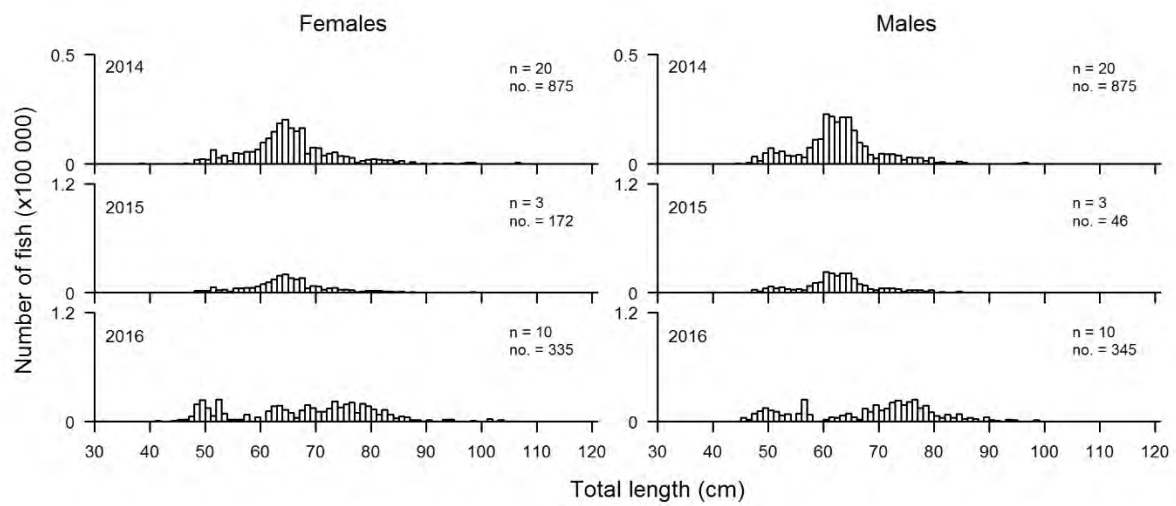 Females Males
0.5 2014 n = 20 0.5 2014 n = 20
no. = 875 no. = 875
0 0
1.2 2015 n = 3 1.2 2015 n = 3
no. = 172 no. = 46
0 0
1.2 2016 n = 10 1.2 2016 n = 10
no. = 335 no. = 345
0 0
30 40 50 60 70 80 90 100 110 120 30 40 50 60 70 80 90 100 110 120
Total length (cm)
Number of fish (x100 000)